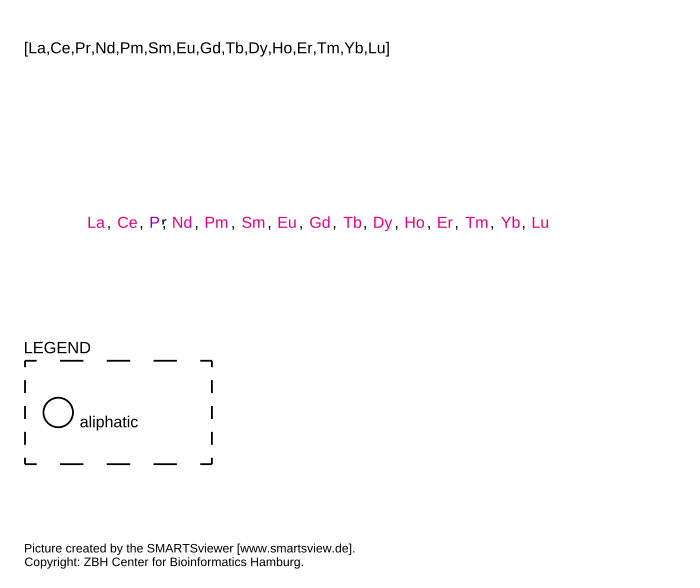 [La,Ce,Pr,Nd,Pm,Sm,Eu,Gd,Tb,Dy,Ho,Er,Tm,Yb,Lu]
La, Ce, Pr, Nd, Pm, Sm, Eu, Gd, Tb, Dy, Ho, Er, Tm, Yb, Lu
LEGEND
aliphatic
Picture created by the SMARTSviewer [www.smartsview.de].
Copyright: ZBH Center for Bioinformatics Hamburg.